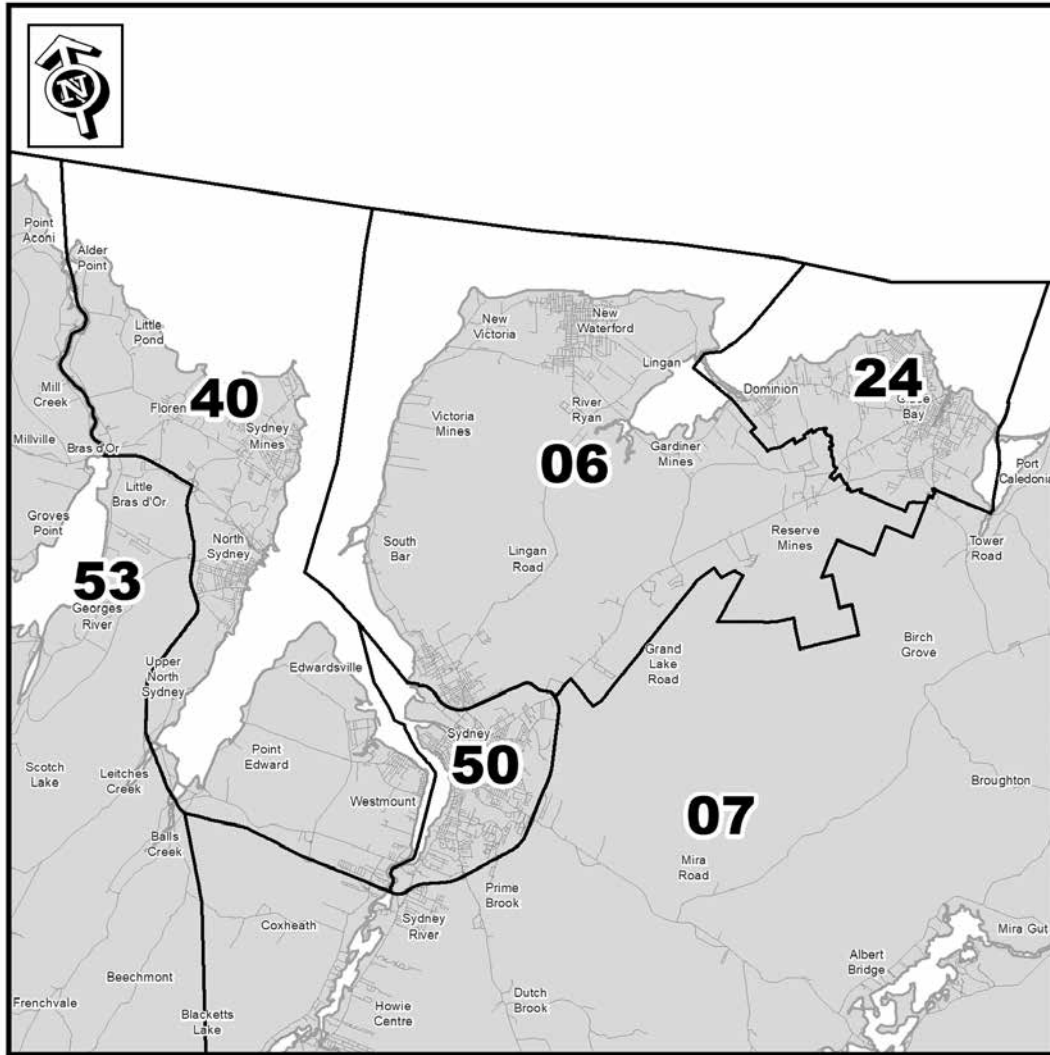 N
Point
Aconi
Alder
Point
Little
Pond
New
Victoria
New
Waterford
Lingan
Dominion
24
Bay
Mill
Creek
40
Sydney
Mines
Victoria
Mines
River
Ryan
06
Gardiner
Mines
Port
Caledonia
Millville
Bras d'Or
Little
Bras d'Or
Groves
Point
North
Sydney
South
Bar
Lingan
Road
Reserve
Mines
Tower
Road
53
Georges
River
Upper
North
Sydney
Edwardsville
Grand
Lake
Road
Birch
Grove
Scotch
Lake
Leitches
Creek
Point
Edward
Westmount
Sydney
50
07
Broughton
Balls
Creek
Mira
Road
Prime
Brook
Coxheath
Sydney
River
Mira Gut
Albert
Bridge
Beechmont
Frenchvale
Blacketts
Lake
Howie
Centre
Dutch
Brook